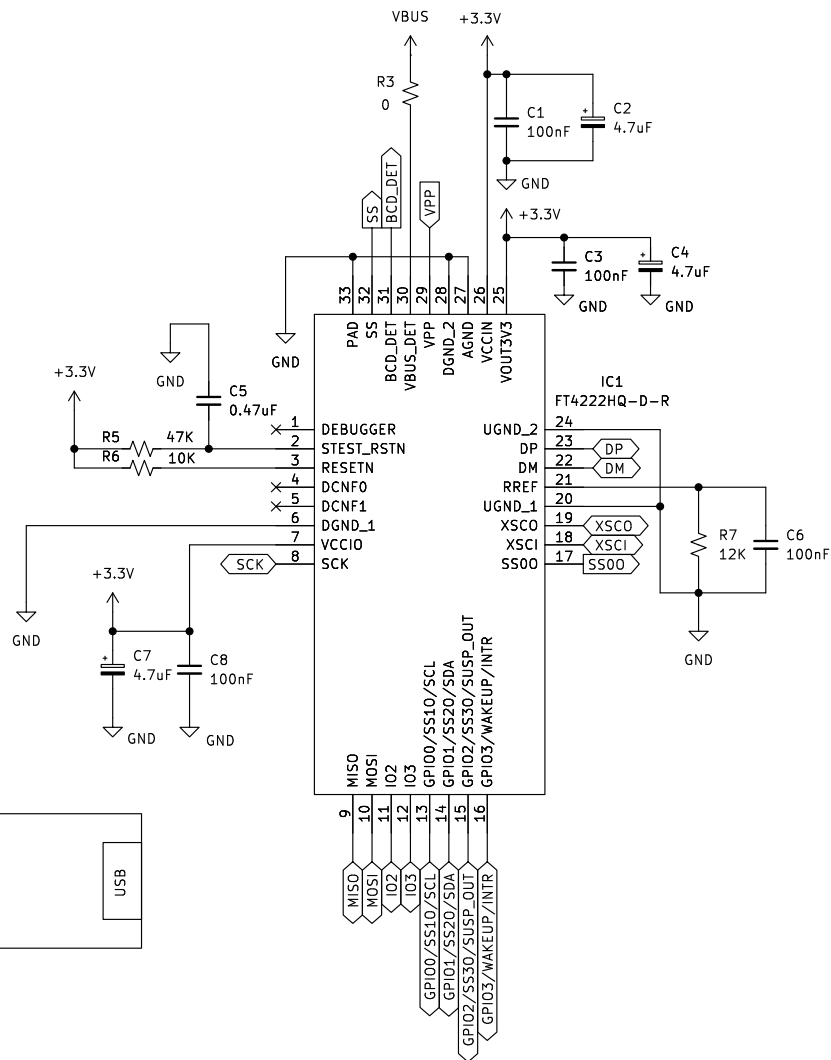 VBUS
+3.3V
R3
0
C1
100nF
C2
4.7uF
GND
BCD_DET
SS
VPP
+3.3V
C3
100nF
C4
4.7uF
GND
GND
33
32
31
30
29
28
27
26
25
PAD
SS
BCD_DET
VBUS_DET
VPP
DGND_2
AGND
VCCIN
VOUT3V3
GND
GND
+3.3V
C5
0.47uF
IC1
FT4222HQ-D-R
R5
47K
R6
10K
1
DEBUGGER
2
STEST_RSTN
3
RESETN
4
DCNF0
5
DCNF1
6
DGND_1
7
VCCIO
8
SCK
SCK
UGND_2
24
DP
23
DP
DM
22
DM
RREF
21
UGND_1
20
XSCO
19
XSCO
XSCI
18
XSCI
SS0O
17
SS0O
R7
12K
C6
100nF
GND
GND
+3.3V
C7
4.7uF
C8
100nF
GND
GND
MISO
MOSI
IO2
IO3
GPIO0/SS1O/SCL
GPIO1/SS2O/SDA
GPIO2/SS3O/SUSP_OUT
GPIO3/WAKEUP/INTR
9
10
11
12
13
14
15
16
MISO
MOSI
IO2
IO3
GPIO0/SS1O/SCL
GPIO1/SS2O/SDA
GPIO2/SS3O/SUSP_OUT
GPIO3/WAKEUP/INTR
USB